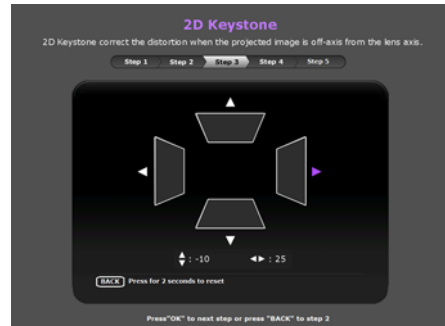 2D Keystone
2D Keystone correct the distortion when the projected image is off-axis from the lens axis.
Step 1 Step 2 Step 3 Step 4 Step 5
: -10 : 25
BACK Press for 2 seconds to reset
Press"OK" to next step or press "BACK" to step 2